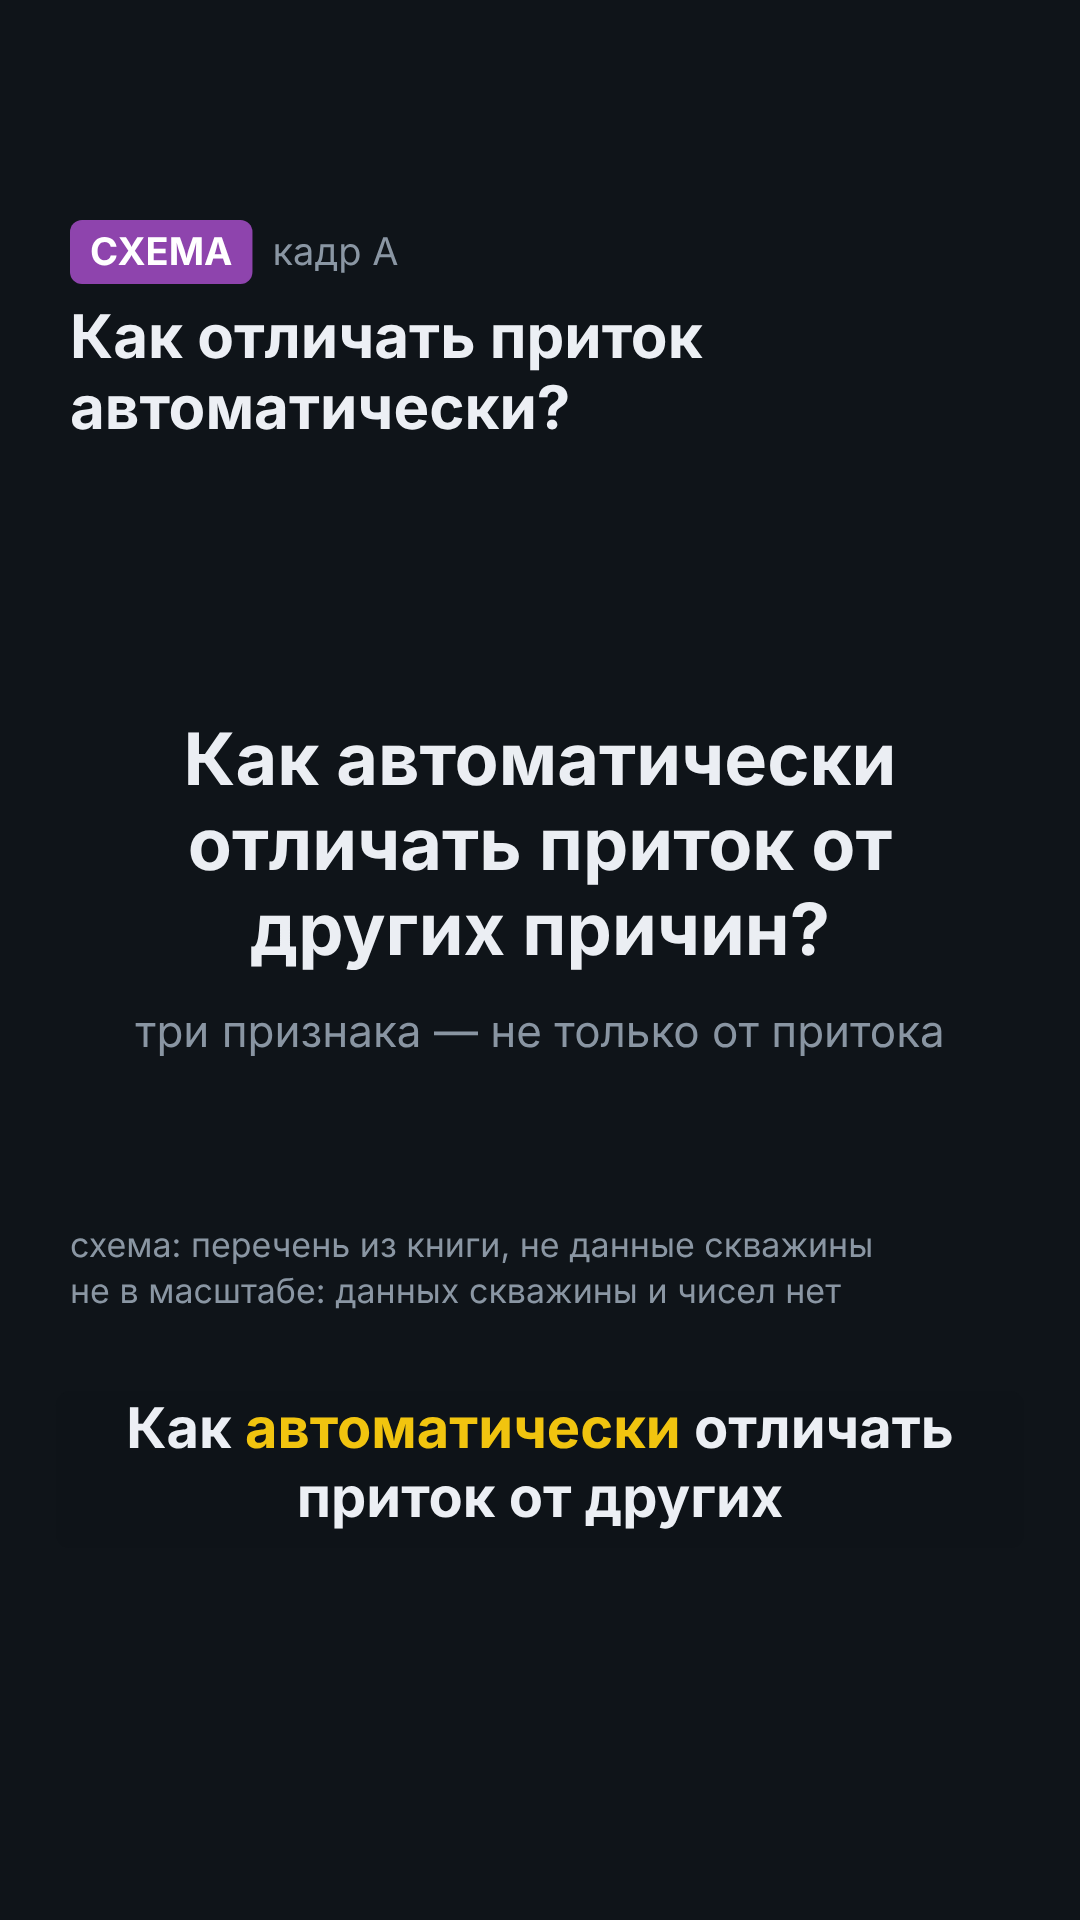 СХЕМА кадр А
Как отличать приток
автоматически?
Как автоматически
отличать приток от
других причин?
три признака — не только от притока
схема: перечень из книги, не данные скважины
не в масштабе: данных скважины и чисел нет
Как автоматически отличать
приток от других